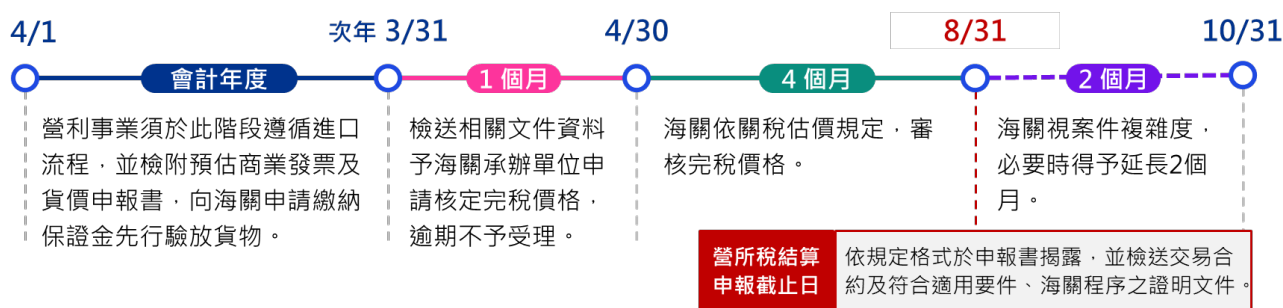 4/1
次年 3/31
4/30
8/31
10/31
會計年度
1 個月
4 個月
2 個月
營利事業須於此階段遵循進口
流程，並檢附預估商業發票及
貨價申報書，向海關申請繳納
保證金先行驗放貨物。
檢送相關文件資料
予海關承辦單位申
請核定完稅價格，
逾期不予受理。
海關依關稅估價規定，審
核完稅價格。
海關視案件複雜度，
必要時得予延長2個
月。
營所稅結算
申報截止日
依規定格式於申報書揭露，並檢送交易合
約及符合適用要件、海關程序之證明文件。